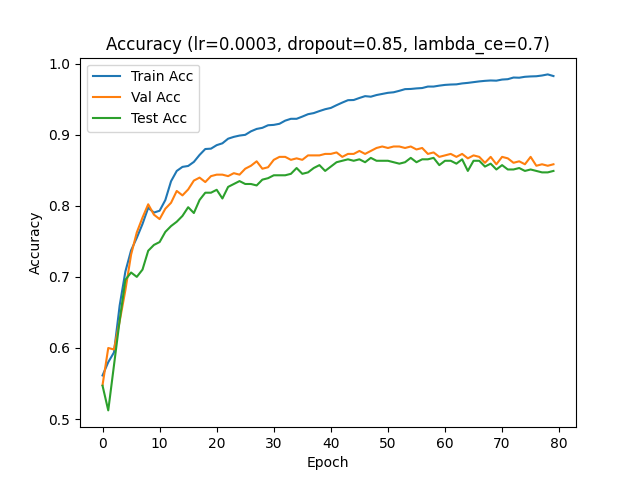 Accuracy (lr=0.0003, dropout=0.85, lambda_ce=0.7)
Train Acc
Val Acc
Test Acc
Accuracy
1.0
0.9
0.8
0.7
0.6
0.5
0 10 20 30 40 50 60 70 80
Epoch